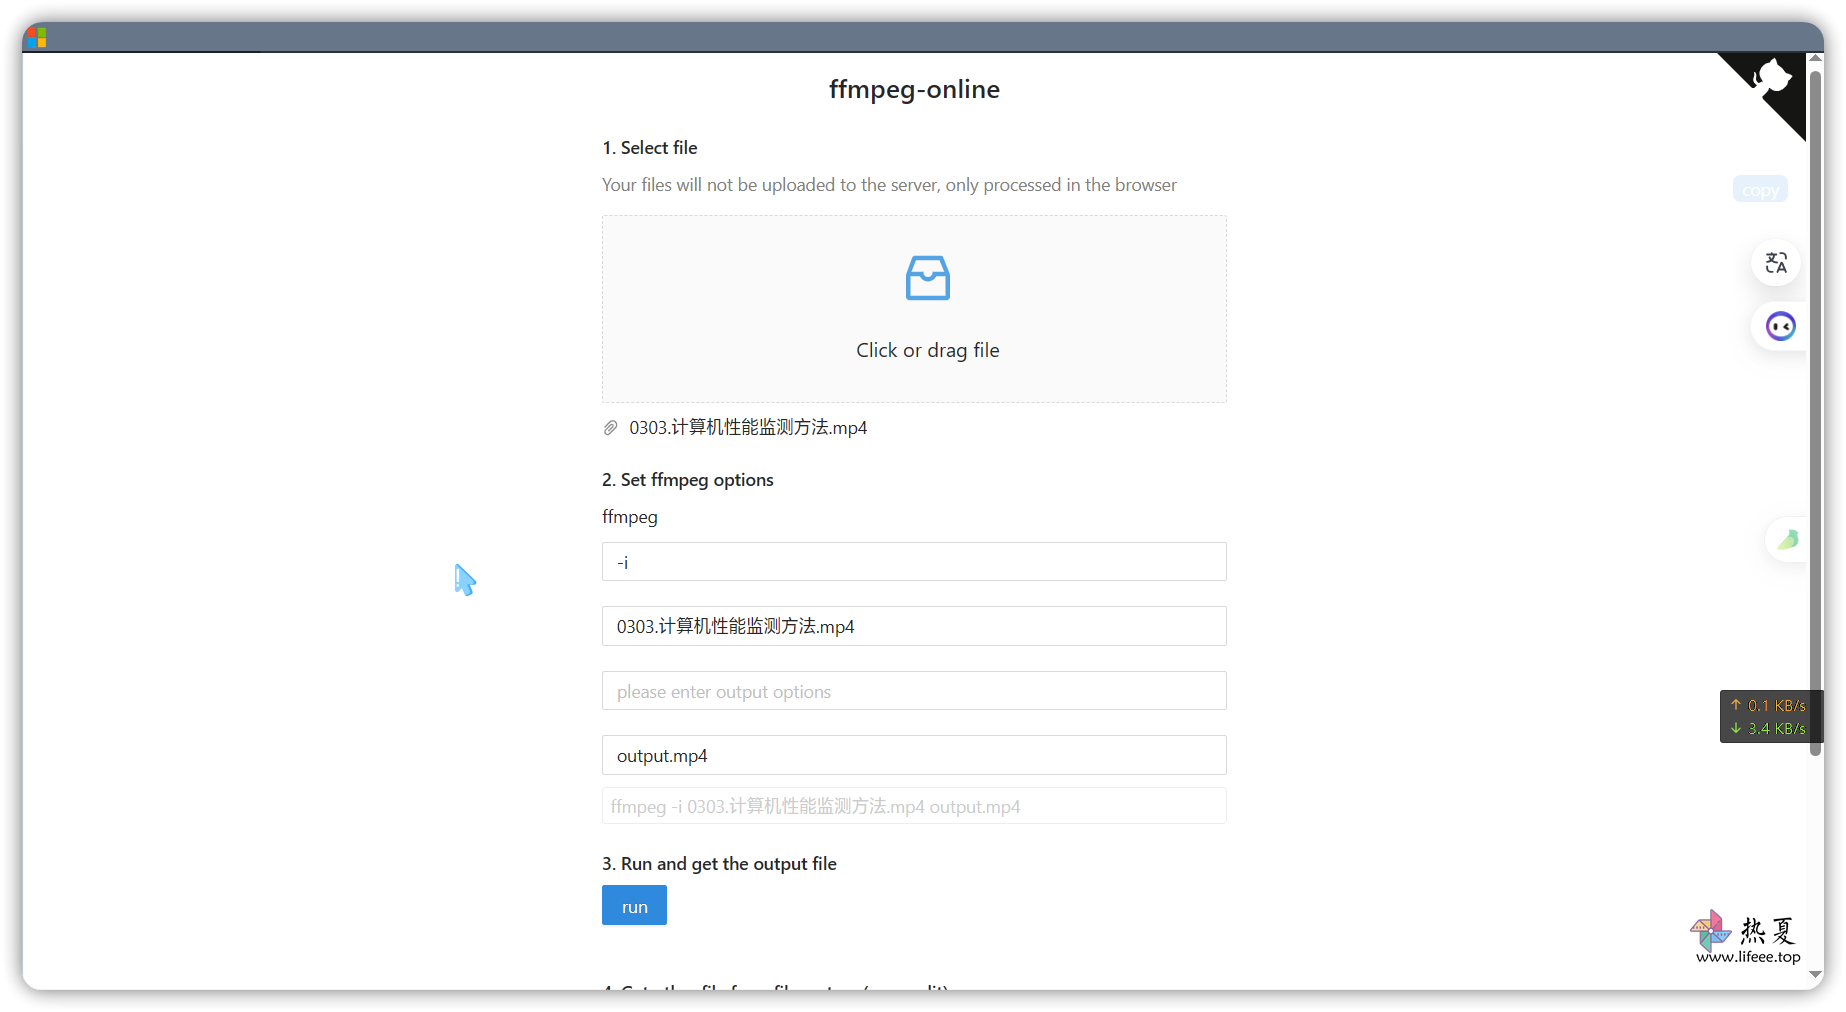 ffmpeg-online
1. Select file
Your files will not be uploaded to the server, only processed in the browser
copy
Click or drag file
0303.计算机性能监测方法.mp4
2. Set ffmpeg options
ffmpeg
-i
0303.计算机性能监测方法.mp4
please enter output options
↑ 0.1 KB/s
↓ 3.4 KB/s
output.mp4
ffmpeg -i 0303.计算机性能监测方法.mp4 output.mp4
3. Run and get the output file
run
热夏
www.lifeee.top